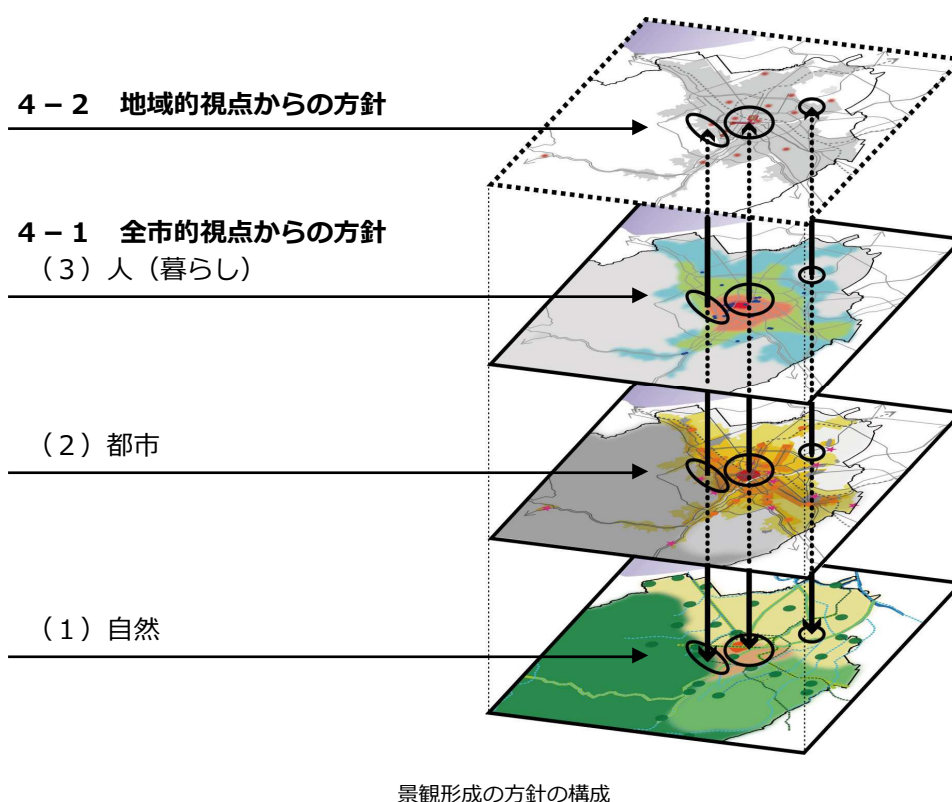 4−2 地域的視点からの方針
4−1 全市的視点からの方針
(3)人(暮らし)
(2)都市
(1)自然
景観形成の方針の構成